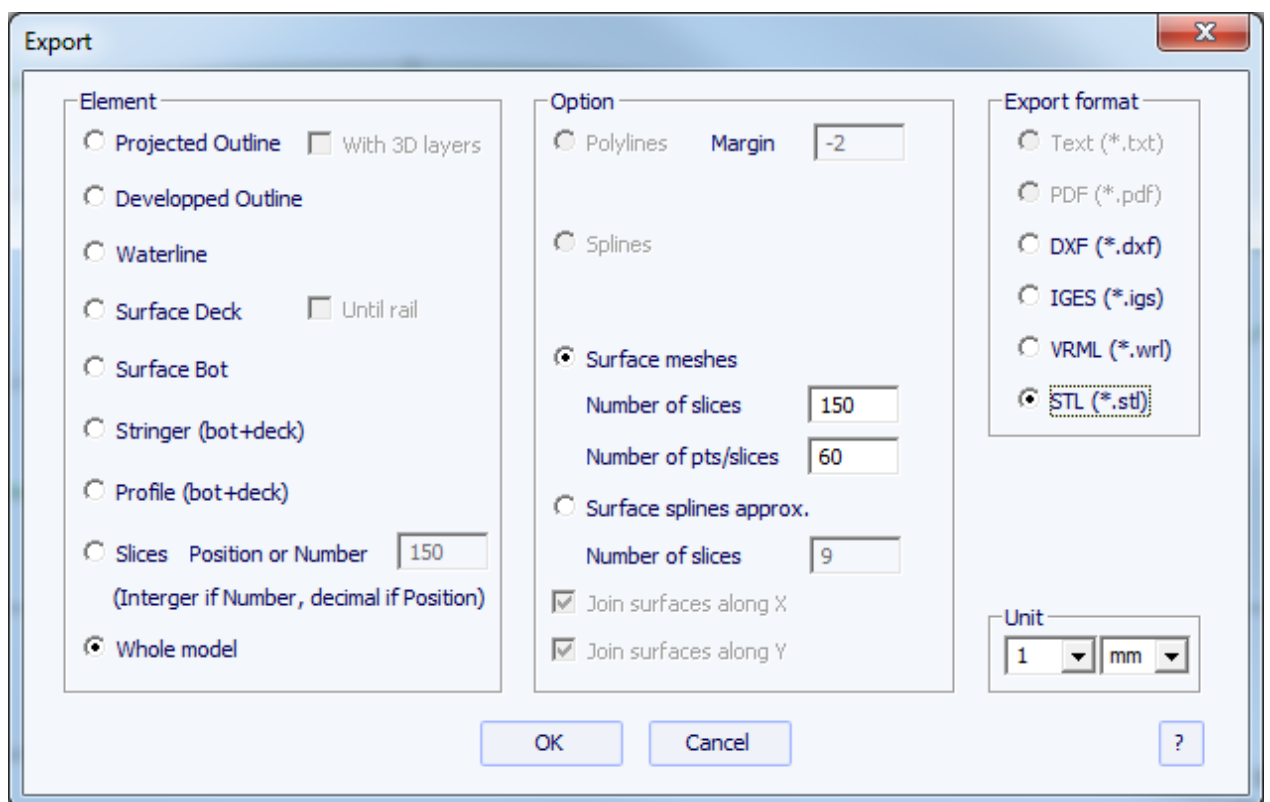 Export
Element
Projected Outline With 3D layers
Developped Outline
Waterline
Surface Deck Until rail
Surface Bot
Stringer (bot+deck)
Profile (bot+deck)
Slices Position or Number 150
(Interger if Number, decimal if Position)
Whole model
Option
Polylines Margin -2
Splines
Surface meshes
Number of slices 150
Number of pts/slices 60
Surface splines approx.
Number of slices 9
Join surfaces along X
Join surfaces along Y
Export format
Text (*.txt)
PDF (*.pdf)
DXF (*.dxf)
IGES (*.igs)
VRML (*.wrl)
STL (*.stl)
Unit
1 mm
OK Cancel ?